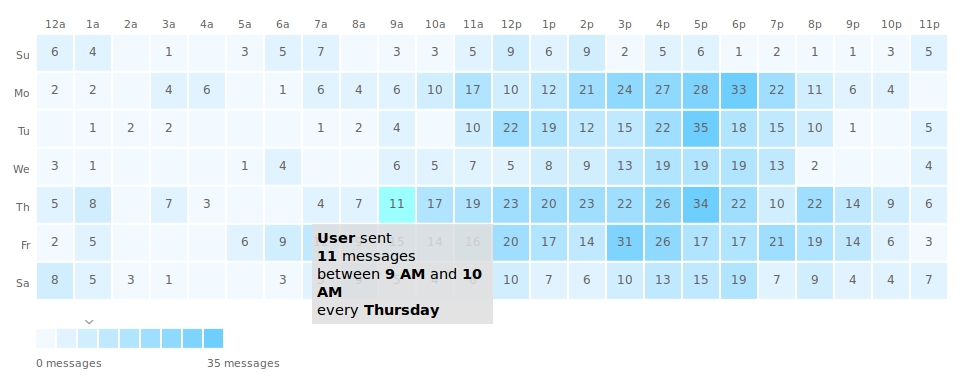 12a 1a 2a 3a 4a 5a 6a 7a 8a 9a 10a 11a 12p 1p 2p 3p 4p 5p 6p 7p 8p 9p 10p 11p
Su 6 4 1 3 5 7 3 3 5 9 6 9 2 5 6 1 2 1 1 3 5
Mo 2 2 4 6 1 6 4 6 10 17 10 12 21 24 27 28 33 22 11 6 4
Tu 1 2 2 1 2 4 10 22 19 12 15 22 35 18 15 10 1 5
We 3 1 1 4 6 5 7 5 8 9 13 19 19 19 13 2 4
Th 5 8 7 3 4 7 11 17 19 23 20 23 22 26 34 22 10 22 14 9 6
Fr 2 5 6 9 15 14 16 20 17 14 31 26 17 17 21 19 14 6 3
Sa 8 5 3 1 3 10 7 6 10 13 15 19 7 9 4 4 7
User sent
11 messages
between 9 AM and 10
AM
every Thursday
0 messages 35 messages